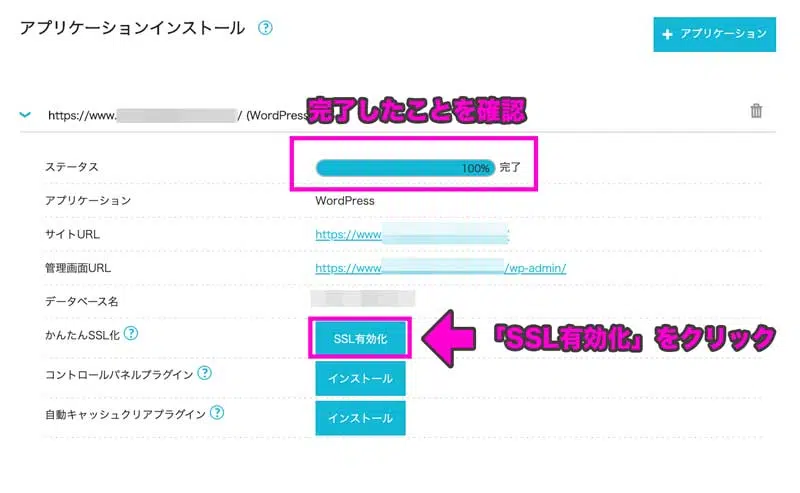 アプリケーションインストール ?
+ アプリケーション
https://www. / (WordPress
完了したことを確認
ステータス 100% 完了
アプリケーション WordPress
サイトURL https://www /
管理画面URL https://www /wp-admin/
データベース名
かんたんSSL化 ? SSL有効化 「SSL有効化」をクリック
コントロールパネルプラグイン ? インストール
自動キャッシュクリアプラグイン ? インストール